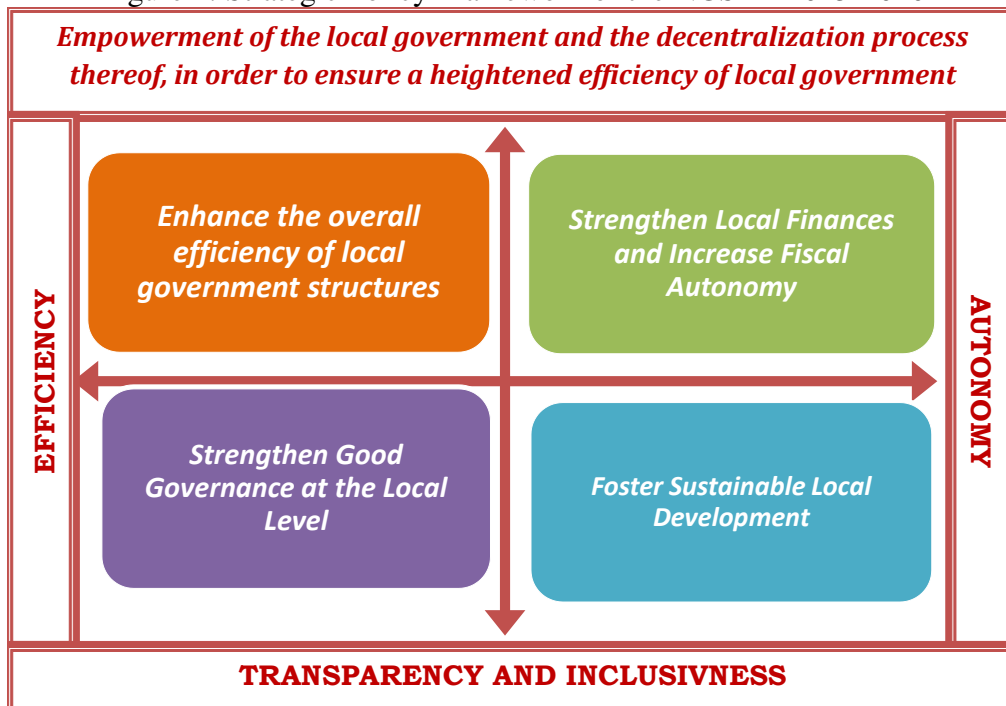 Empowerment of the local government and the decentralization process
thereof, in order to ensure a heightened efficiency of local government
EFFICIENCY
Enhance the overall
efficiency of local
government structures
Strengthen Local Finances
and Increase Fiscal
Autonomy
AUTONOMY
Strengthen Good
Governance at the Local
Level
Foster Sustainable Local
Development
TRANSPARENCY AND INCLUSIVNESS